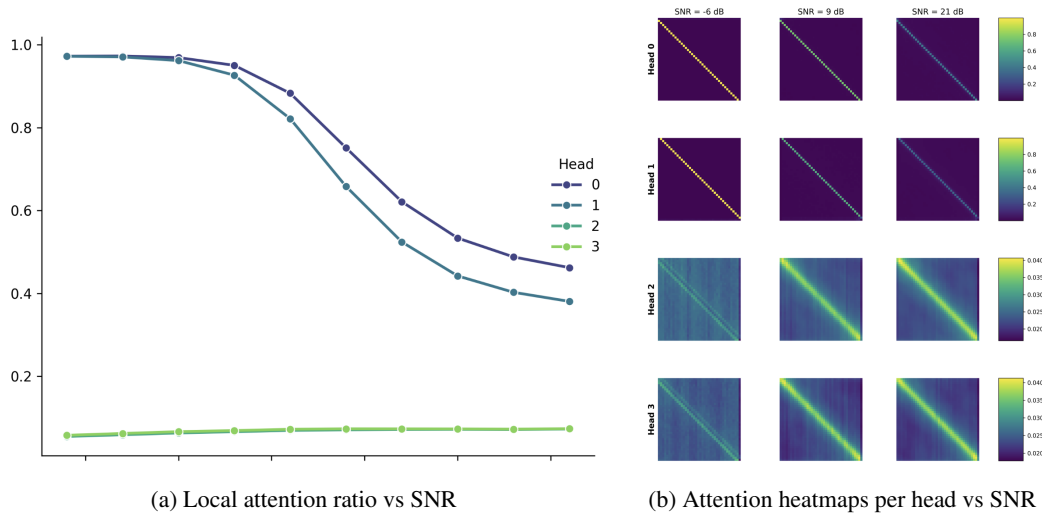 1.0
0.8
0.6
0.4
0.2
Head
0
1
2
3
(a) Local attention ratio vs SNR
SNR = -6 dB
SNR = 9 dB
SNR = 21 dB
Head 0
0.8
0.6
0.4
0.2
Head 1
0.8
0.6
0.4
0.2
Head 2
0.040
0.035
0.030
0.025
0.020
Head 3
0.040
0.035
0.030
0.025
0.020
(b) Attention heatmaps per head vs SNR